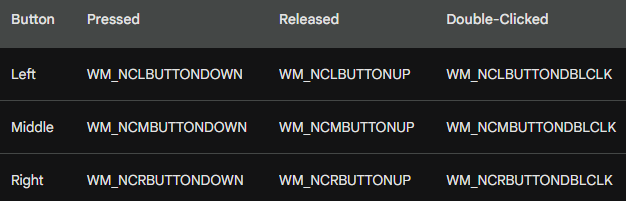 Button Pressed Released Double-Clicked
Left WM_NCLBUTTONDOWN WM_NCLBUTTONUP WM_NCLBUTTONDBLCLK
Middle WM_NCMBUTTONDOWN WM_NCMBUTTONUP WM_NCMBUTTONDBLCLK
Right WM_NCRBUTTONDOWN WM_NCRBUTTONUP WM_NCRBUTTONDBLCLK